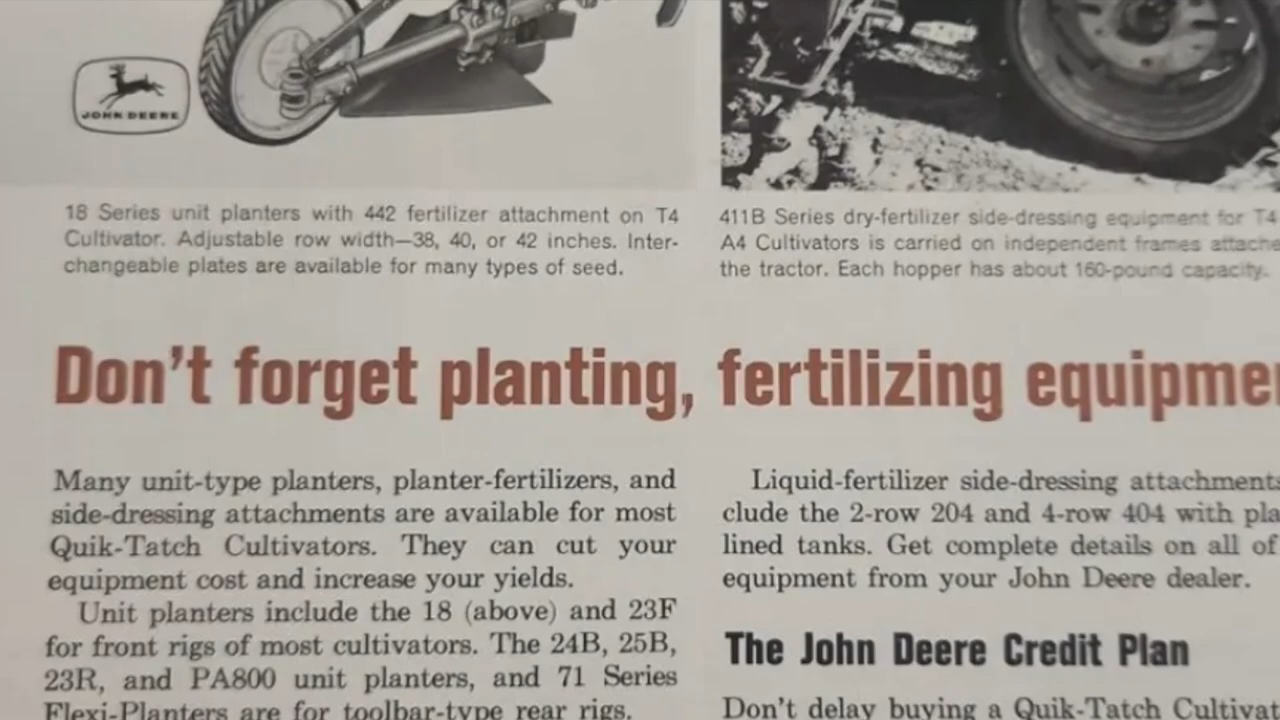 JOHN DEERE
18 Series unit planters with 442 fertilizer attachment on T4
Cultivator. Adjustable row width—38, 40, or 42 inches. Inter-
changeable plates are available for many types of seed.
411B Series dry-fertilizer side-dressing equipment for T4
A4 Cultivators is carried on independent frames attache
the tractor. Each hopper has about 160-pound capacity.
Don't forget planting, fertilizing equipme
Many unit-type planters, planter-fertilizers, and
side-dressing attachments are available for most
Quik-Tatch Cultivators. They can cut your
equipment cost and increase your yields.
Unit planters include the 18 (above) and 23F
for front rigs of most cultivators. The 24B, 25B,
23R, and PA800 unit planters, and 71 Series
Flexi-Planters are for toolbar-type rear rigs.
Liquid-fertilizer side-dressing attachments
clude the 2-row 204 and 4-row 404 with pla
lined tanks. Get complete details on all of
equipment from your John Deere dealer.
The John Deere Credit Plan
Don't delay buying a Quik-Tatch Cultivat